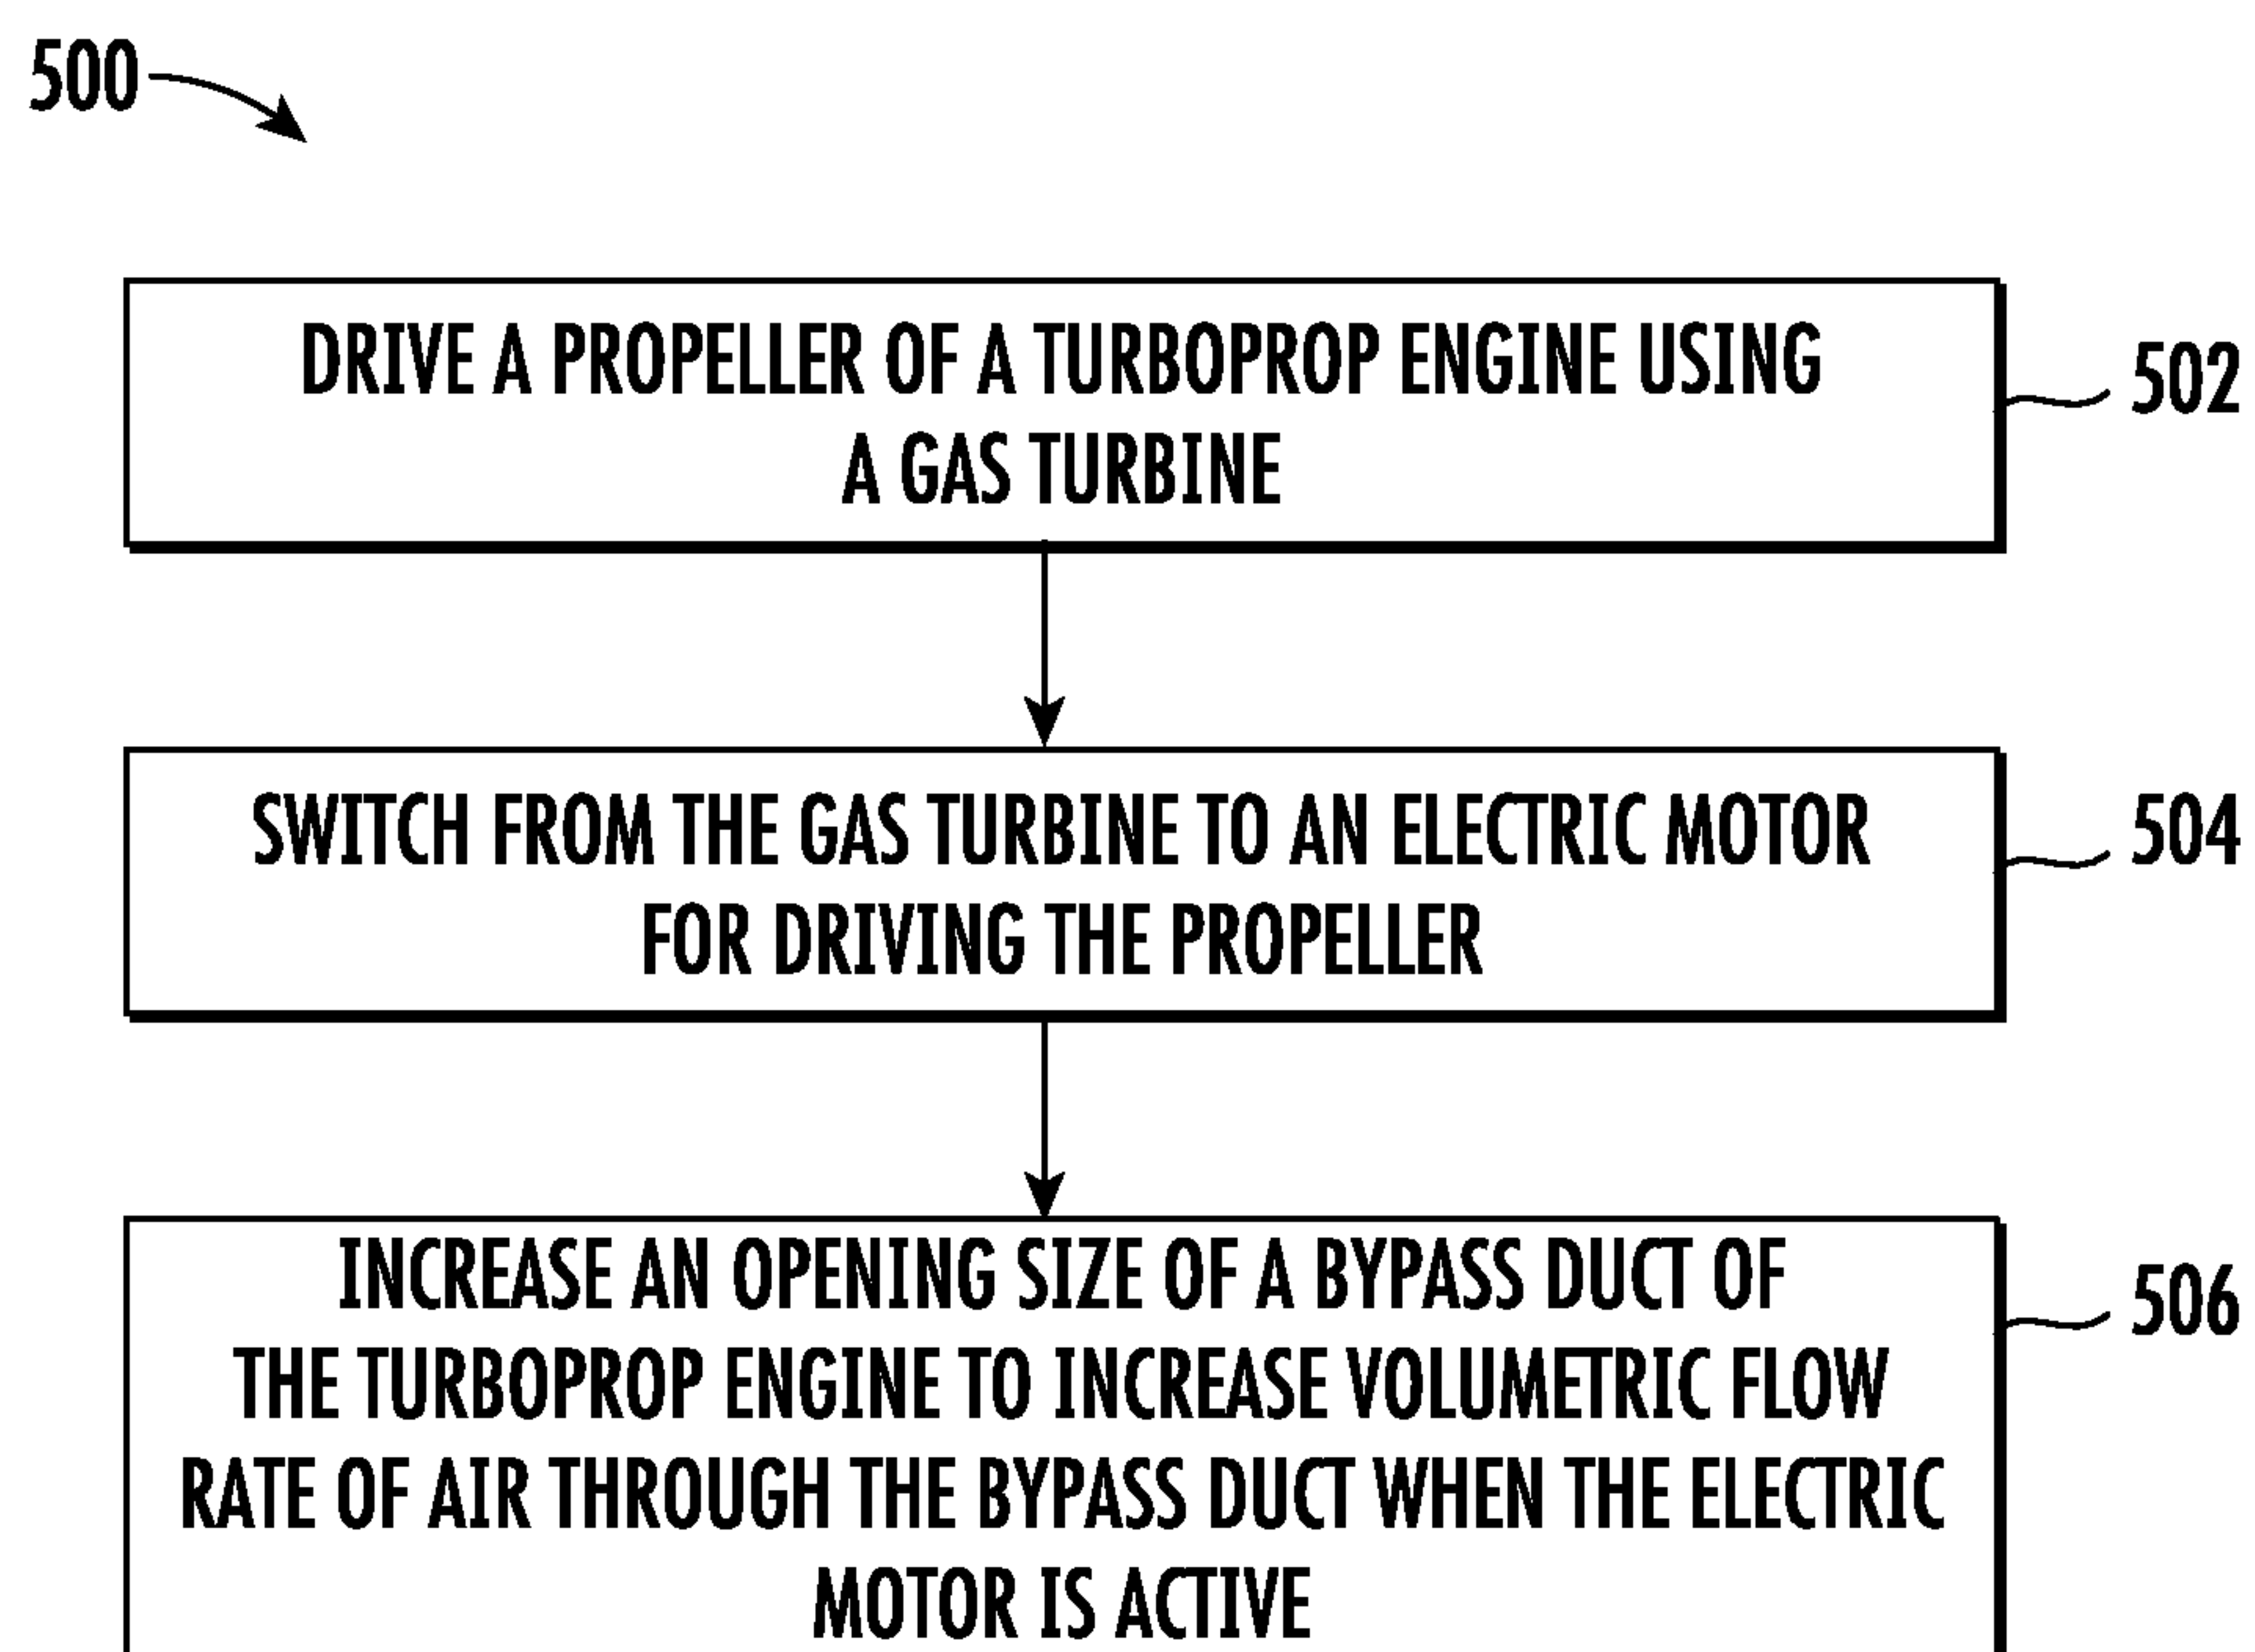 500
DRIVE A PROPELLER OF A TURBOPROP ENGINE USING
A GAS TURBINE
502
SWITCH FROM THE GAS TURBINE TO AN ELECTRIC MOTOR
FOR DRIVING THE PROPELLER
504
INCREASE AN OPENING SIZE OF A BYPASS DUCT OF
THE TURBOPROP ENGINE TO INCREASE VOLUMETRIC FLOW
RATE OF AIR THROUGH THE BYPASS DUCT WHEN THE ELECTRIC
MOTOR IS ACTIVE
506